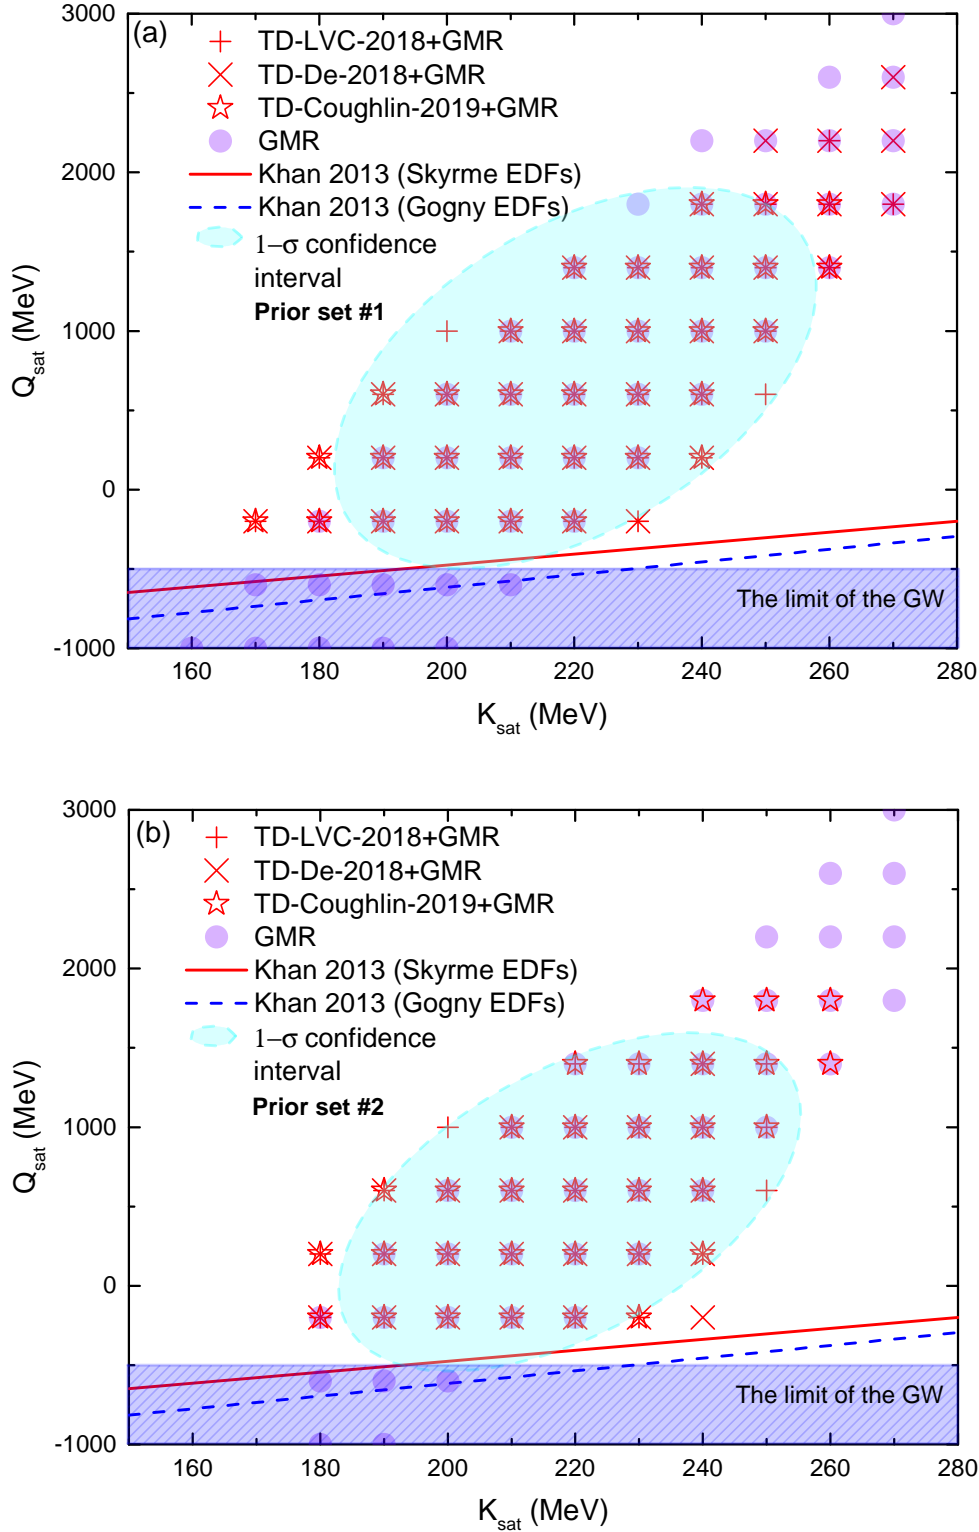 (a)
TD-LVC-2018+GMR
TD-De-2018+GMR
TD-Coughlin-2019+GMR
GMR
Khan 2013 (Skyrme EDFs)
Khan 2013 (Gogny EDFs)
1–σ confidence
interval
Prior set #1
3000
2000
1000
0
-1000
Q_sat (MeV)
The limit of the GW
160 180 200 220 240 260 280
K_sat (MeV)
(b)
TD-LVC-2018+GMR
TD-De-2018+GMR
TD-Coughlin-2019+GMR
GMR
Khan 2013 (Skyrme EDFs)
Khan 2013 (Gogny EDFs)
1–σ confidence
interval
Prior set #2
3000
2000
1000
0
-1000
Q_sat (MeV)
The limit of the GW
160 180 200 220 240 260 280
K_sat (MeV)